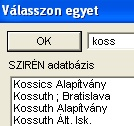 Válasszon egyet
OK koss
SZIRÉN adatbázis
Kossics Alapítvány
Kossuth ; Bratislava
Kossuth Alapítvány
Kossuth Ált. Isk.